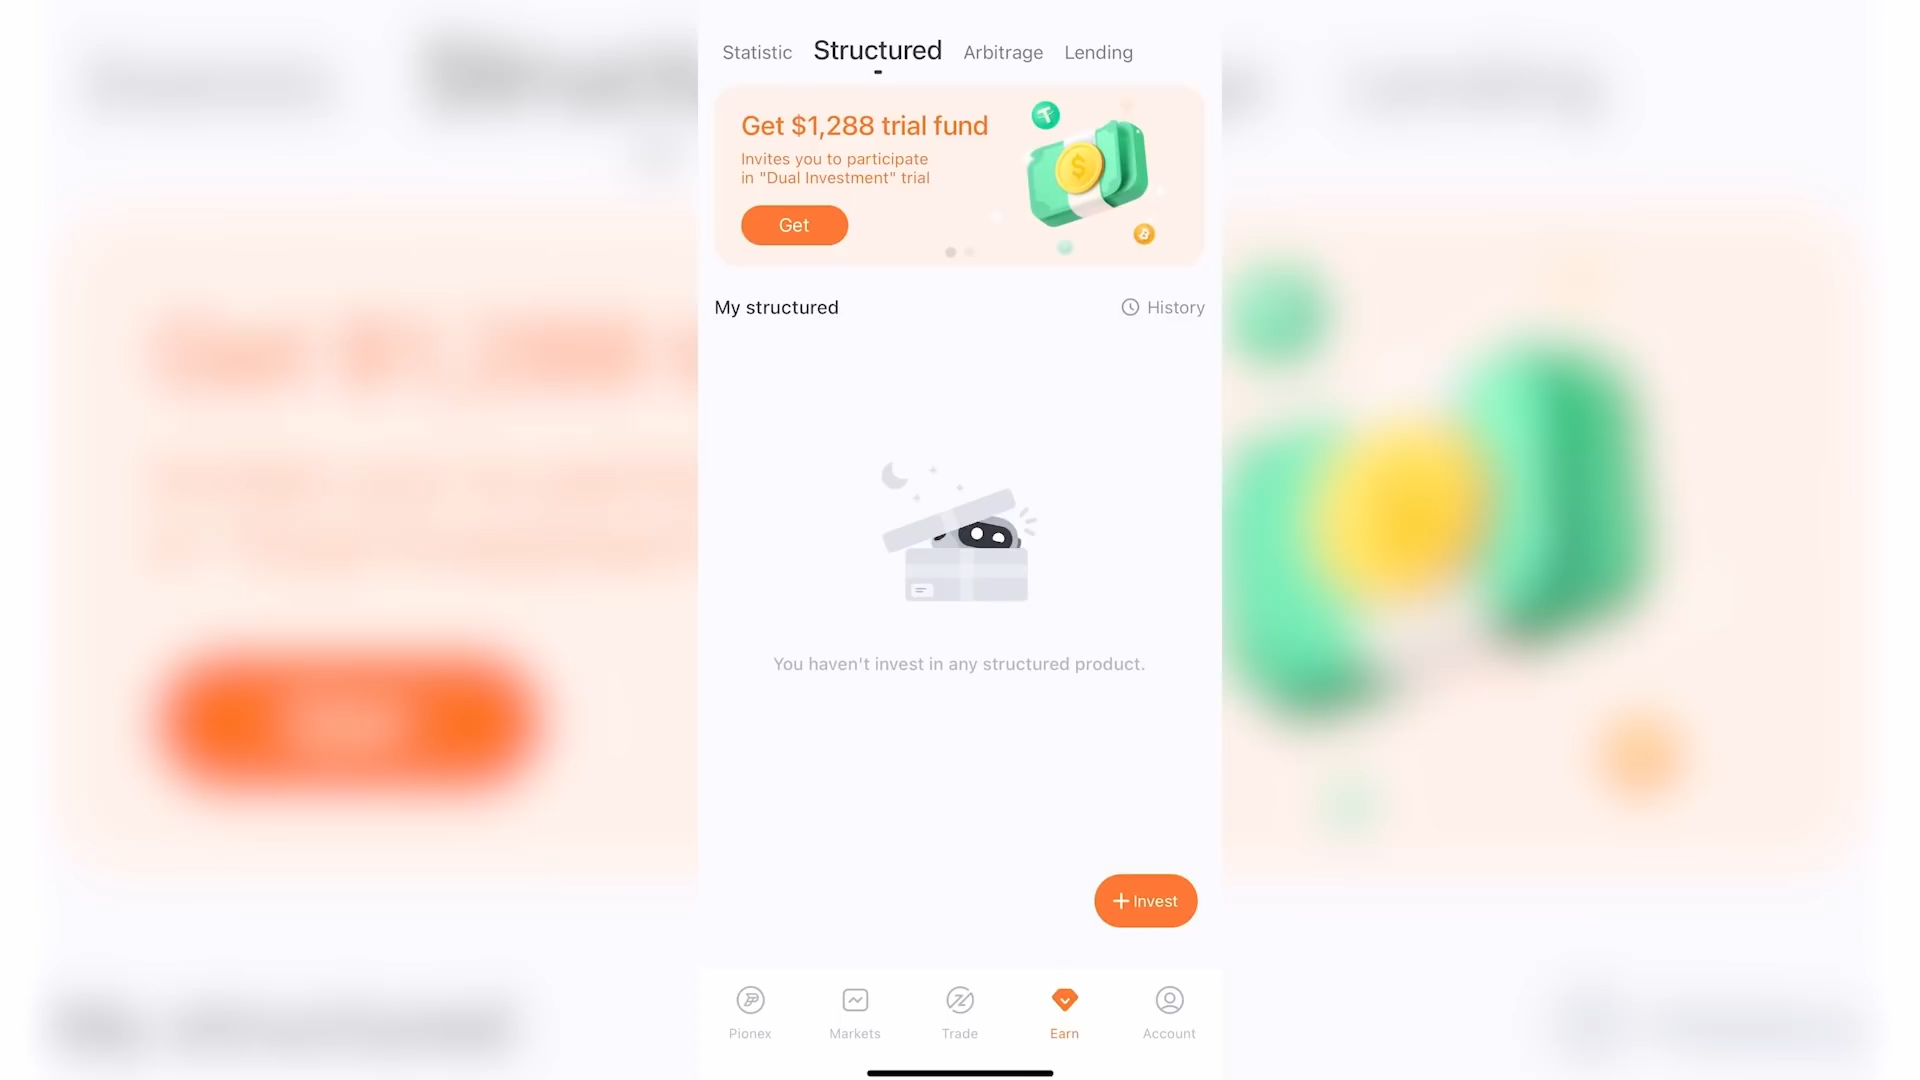 Statistic Structured Arbitrage Lending
Get $1,288 trial fund
Invites you to participate
in "Dual Investment" trial
Get
My structured
History
You haven't invest in any structured product.
+Invest
Pionex Markets Trade Earn Account